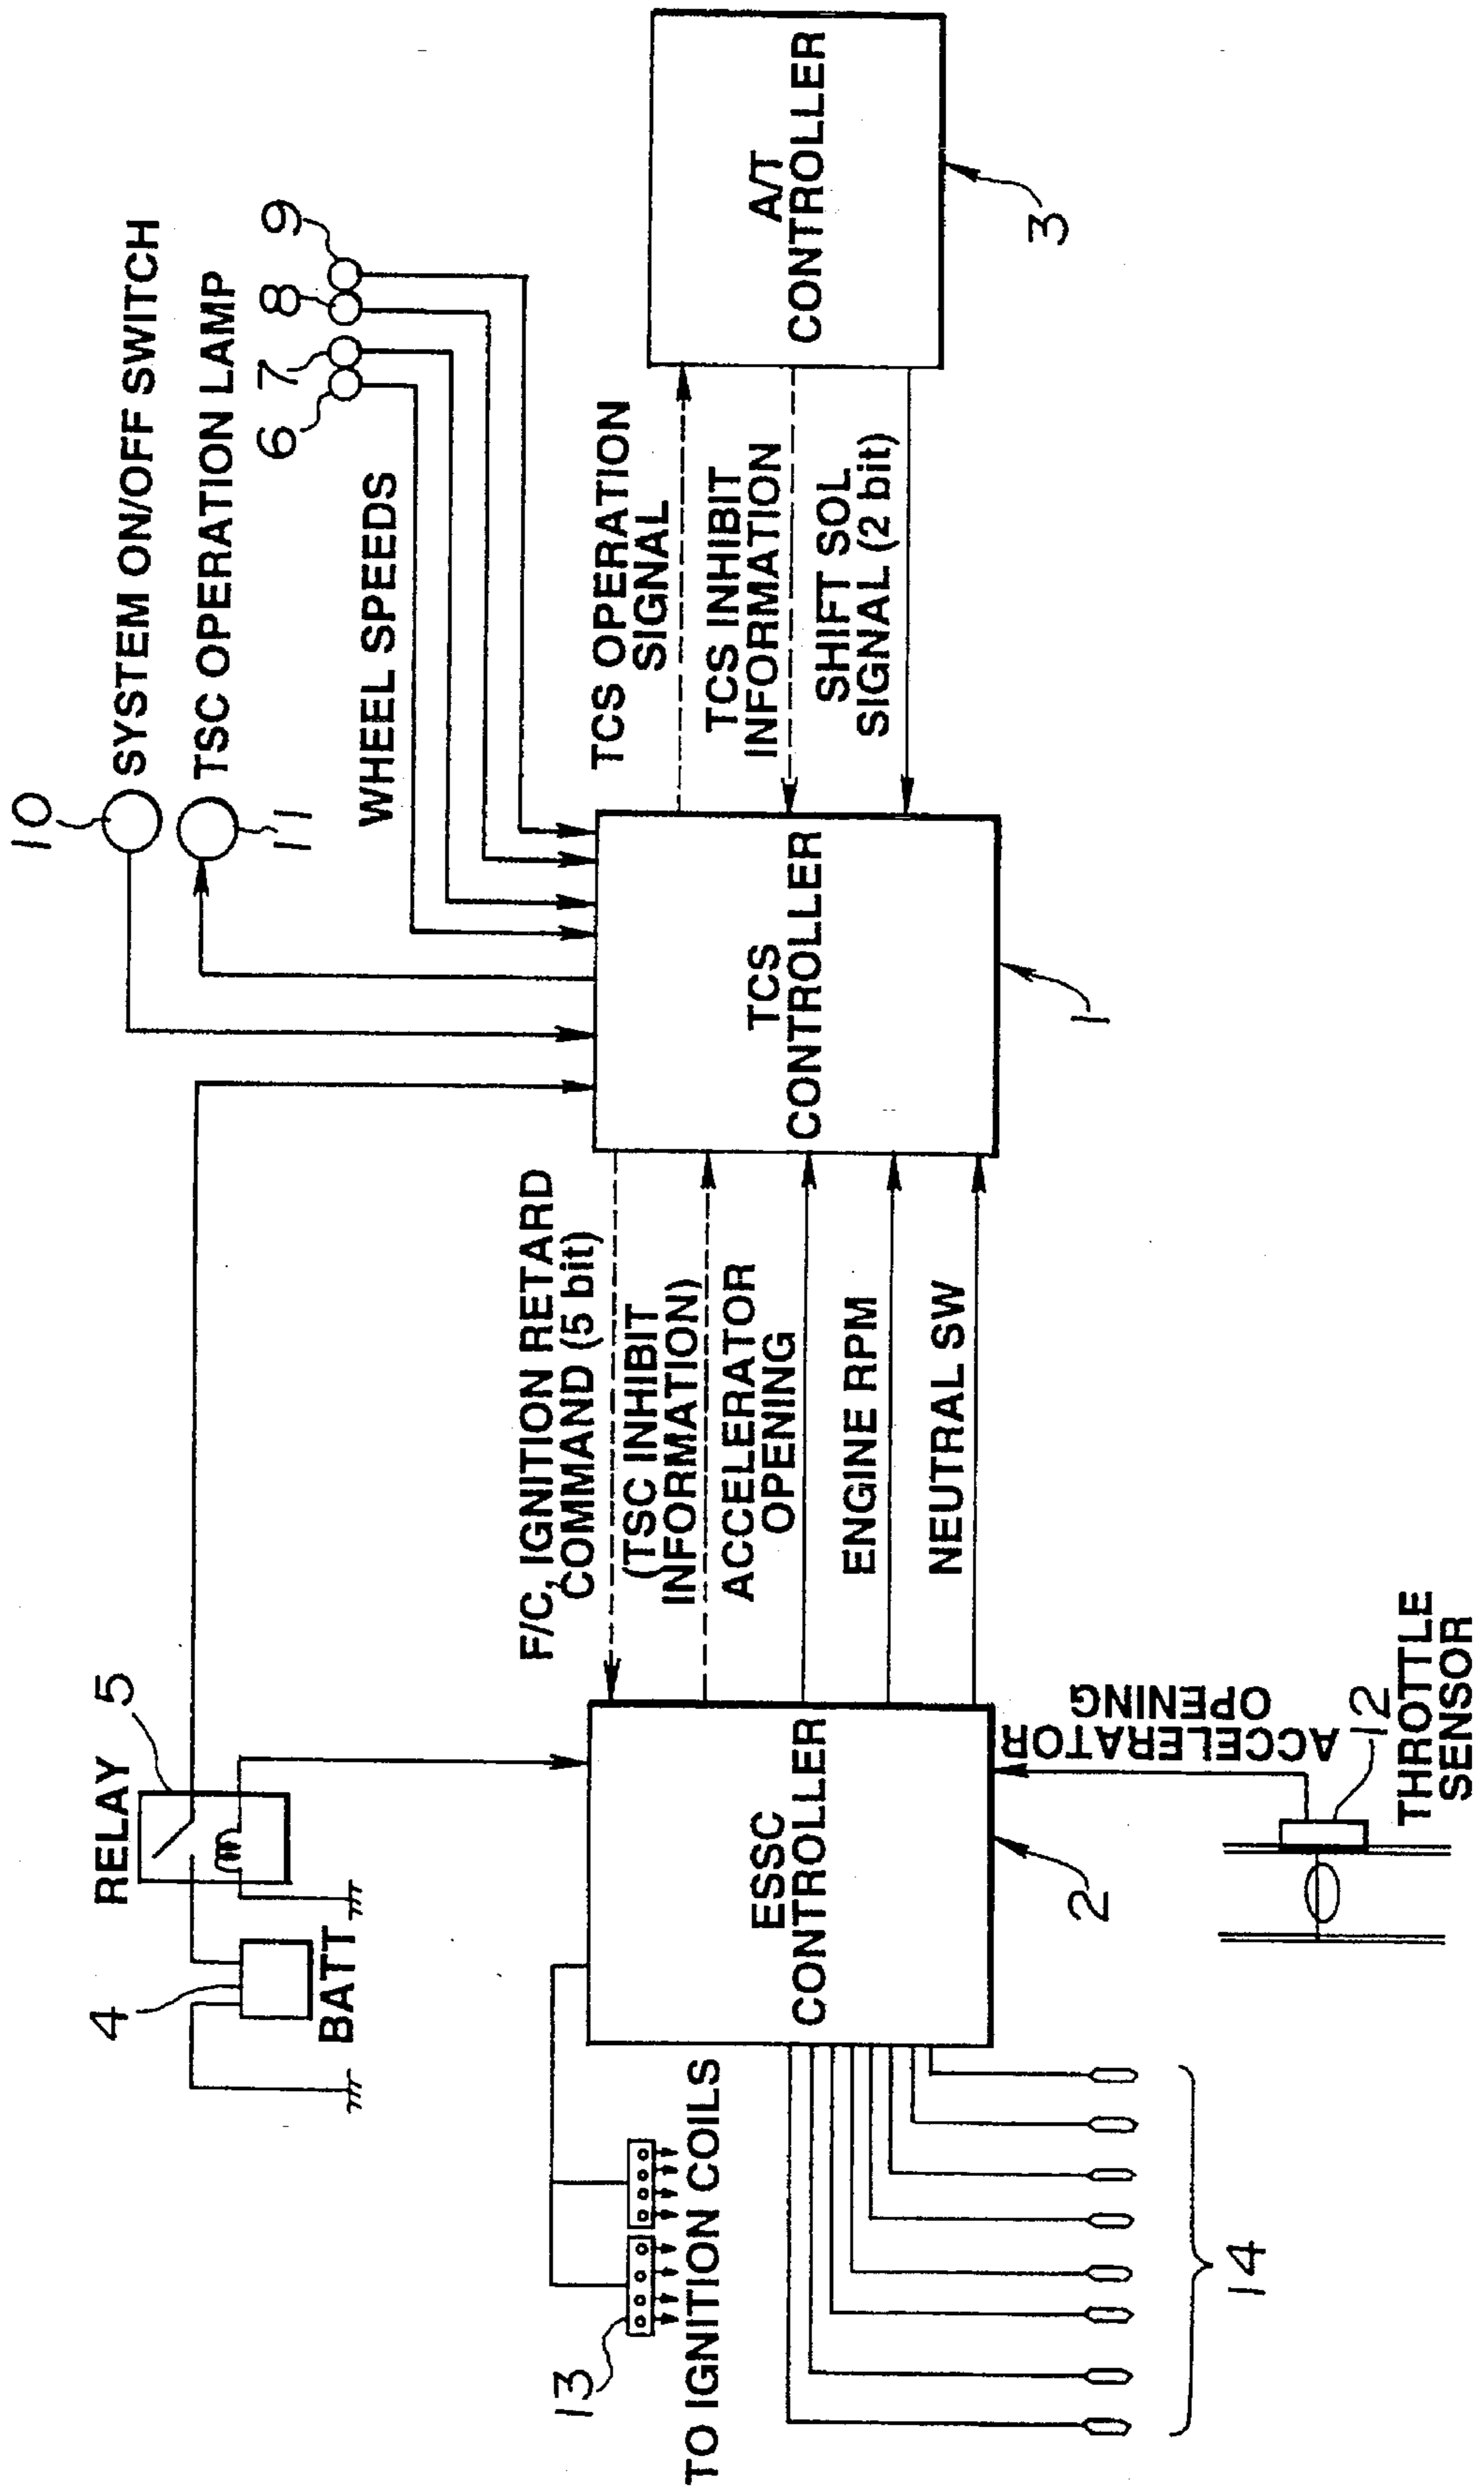 10
SYSTEM ON/OFF SWITCH
TSC OPERATION LAMP
11
9
8
7
6
WHEEL SPEEDS
RELAY
5
4
BATT
F/C, IGNITION RETARD
COMMAND (5 bit)
(TSC INHIBIT
INFORMATION)
ACCELERATOR
OPENING
ENGINE RPM
NEUTRAL SW
TCS OPERATION
SIGNAL
TCS INHIBIT
INFORMATION
SHIFT SOL
SIGNAL (2 bit)
ESSC
CONTROLLER
2
TCS
CONTROLLER
1
A/T
CONTROLLER
3
13
TO IGNITION COILS
14
ACCELERATOR
OPENING
12
THROTTLE
SENSOR